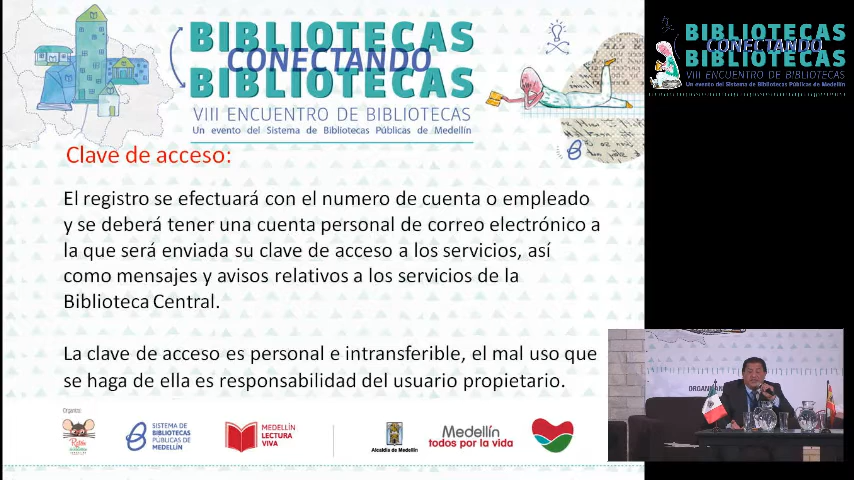 BIBLIOTECAS
CONECTANDO
BIBLIOTECAS
VIII ENCUENTRO DE BIBLIOTECAS
Un evento del Sistema de Bibliotecas Públicas de Medellín
Clave de acceso:
El registro se efectuará con el numero de cuenta o empleado
y se deberá tener una cuenta personal de correo electrónico a
la que será enviada su clave de acceso a los servicios, así
como mensajes y avisos relativos a los servicios de la
Biblioteca Central.
La clave de acceso es personal e intransferible, el mal uso que
se haga de ella es responsabilidad del usuario propietario.
SISTEMA DE
BIBLIOTECAS
PÚBLICAS DE
MEDELLÍN
MEDELLÍN
LECTURA
VIVA
Alcaldía de Medellín
Medellín
todos por la vida
BIBLIOTECAS
CONECTANDO
BIBLIOTECAS
VIII ENCUENTRO DE BIBLIOTECAS
Un evento del Sistema de Bibliotecas Públicas de Medellín